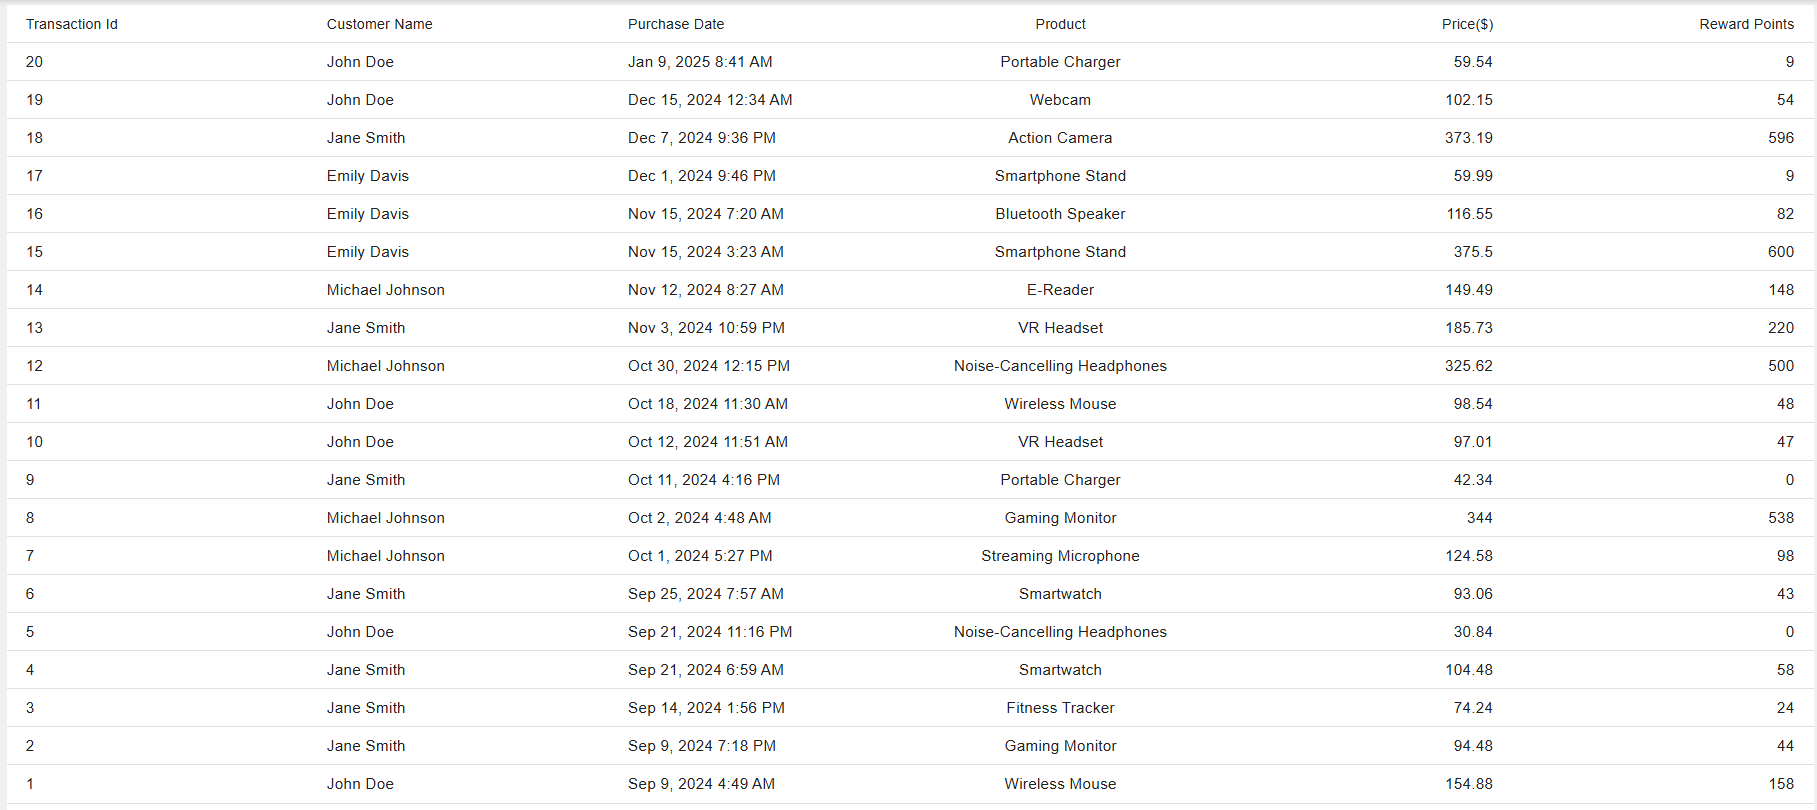 Transaction Id Customer Name Purchase Date Product Price($) Reward Points
20 John Doe Jan 9, 2025 8:41 AM Portable Charger 59.54 9
19 John Doe Dec 15, 2024 12:34 AM Webcam 102.15 54
18 Jane Smith Dec 7, 2024 9:36 PM Action Camera 373.19 596
17 Emily Davis Dec 1, 2024 9:46 PM Smartphone Stand 59.99 9
16 Emily Davis Nov 15, 2024 7:20 AM Bluetooth Speaker 116.55 82
15 Emily Davis Nov 15, 2024 3:23 AM Smartphone Stand 375.5 600
14 Michael Johnson Nov 12, 2024 8:27 AM E-Reader 149.49 148
13 Jane Smith Nov 3, 2024 10:59 PM VR Headset 185.73 220
12 Michael Johnson Oct 30, 2024 12:15 PM Noise-Cancelling Headphones 325.62 500
11 John Doe Oct 18, 2024 11:30 AM Wireless Mouse 98.54 48
10 John Doe Oct 12, 2024 11:51 AM VR Headset 97.01 47
9 Jane Smith Oct 11, 2024 4:16 PM Portable Charger 42.34 0
8 Michael Johnson Oct 2, 2024 4:48 AM Gaming Monitor 344 538
7 Michael Johnson Oct 1, 2024 5:27 PM Streaming Microphone 124.58 98
6 Jane Smith Sep 25, 2024 7:57 AM Smartwatch 93.06 43
5 John Doe Sep 21, 2024 11:16 PM Noise-Cancelling Headphones 30.84 0
4 Jane Smith Sep 21, 2024 6:59 AM Smartwatch 104.48 58
3 Jane Smith Sep 14, 2024 1:56 PM Fitness Tracker 74.24 24
2 Jane Smith Sep 9, 2024 7:18 PM Gaming Monitor 94.48 44
1 John Doe Sep 9, 2024 4:49 AM Wireless Mouse 154.88 158